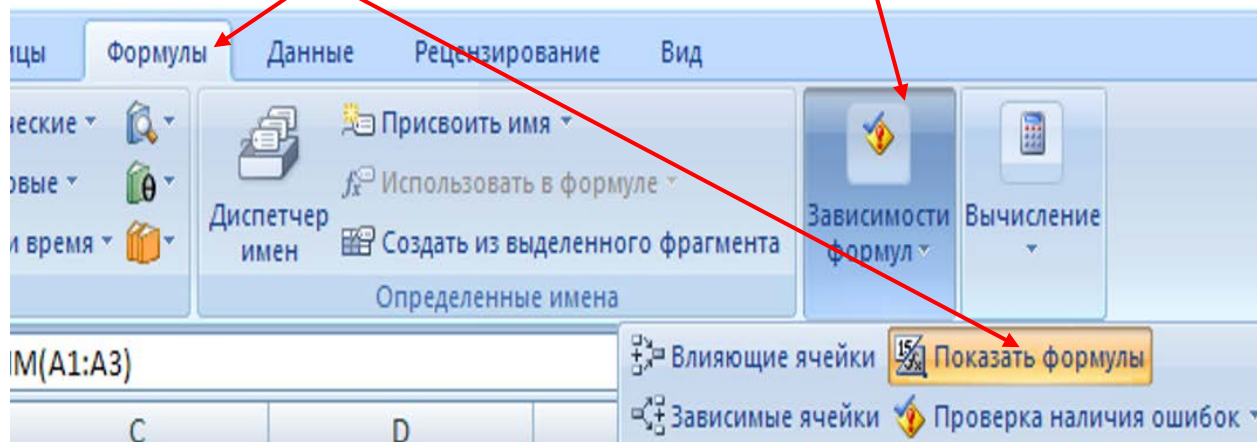 ицы Формулы Данные Рецензирование Вид
ческие Присвоить имя
овые θ fx Использовать в формуле
и время Диспетчер имен Создать из выделенного фрагмента
Зависимости формул Вычисление
Определенные имена
М(A1:A3)
Влияющие ячейки Показать формулы
C D Зависимые ячейки Проверка наличия ошибок